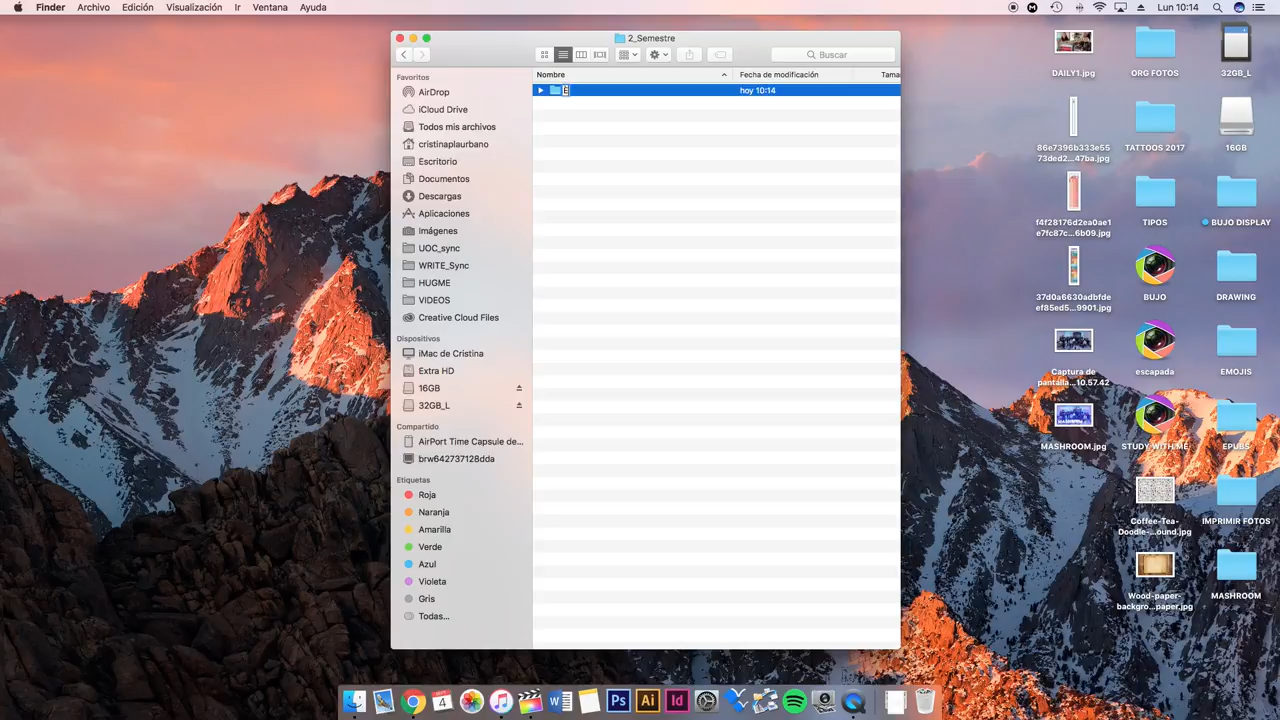 Finder Archivo Edición Visualización Ir Ventana Ayuda Lun 10:14
2_Semestre
Buscar
Favoritos
AirDrop
iCloud Drive
Todos mis archivos
cristinaplaurbano
Escritorio
Documentos
Descargas
Aplicaciones
Imágenes
UOC_sync
WRITE_Sync
HUGME
VIDEOS
Creative Cloud Files
Dispositivos
iMac de Cristina
Extra HD
16GB
32GB_L
Compartido
AirPort Time Capsule de...
brw642737128dda
Etiquetas
Roja
Naranja
Amarilla
Verde
Azul
Violeta
Gris
Todas...
Nombre Fecha de modificación Tama
E hoy 10:14
DAILY1.jpg ORG FOTOS 32GB_L
86e7396b333e55
73ded2...47ba.jpg
TATTOOS 2017 16GB
f4f28176d2ea0ae1
e7fc87c...6b09.jpg
TIPOS BUJO DISPLAY
37d0a6630adbfde
ef85ed5...9901.jpg
BUJO DRAWING
Captura de
pantalla...10.57.42
escapada EMOJIS
MASHROOM.jpg STUDY WITH ME EPUBS
Coffee-Tea-
Doodle-...ound.jpg
IMPRIMIR FOTOS
Wood-paper-
backgro...paper.jpg
MASHROOM
4
Ps Ai Id